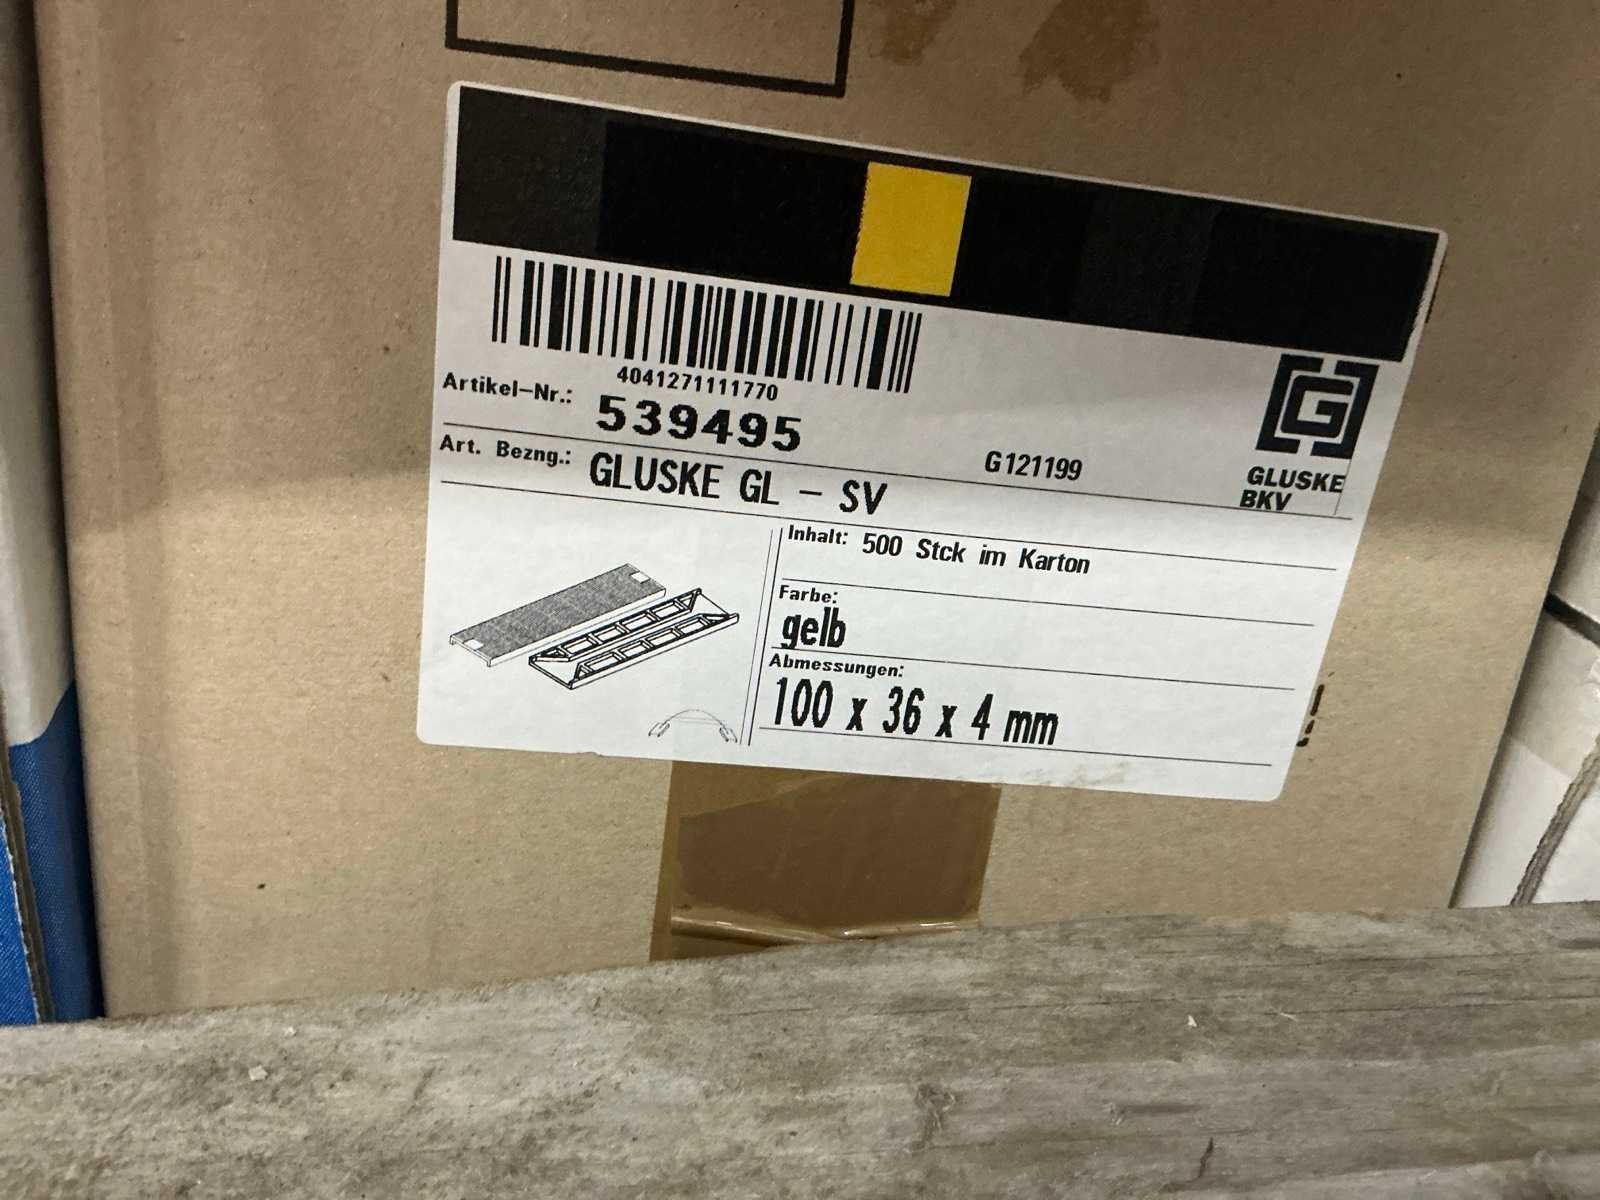 4041271111770
Artikel-Nr.: 539495
G121199
GLUSKE
BKV
Art. Bezng.: GLUSKE GL - SV
Inhalt: 500 Stck im Karton
Farbe:
gelb
Abmessungen:
100 x 36 x 4 mm